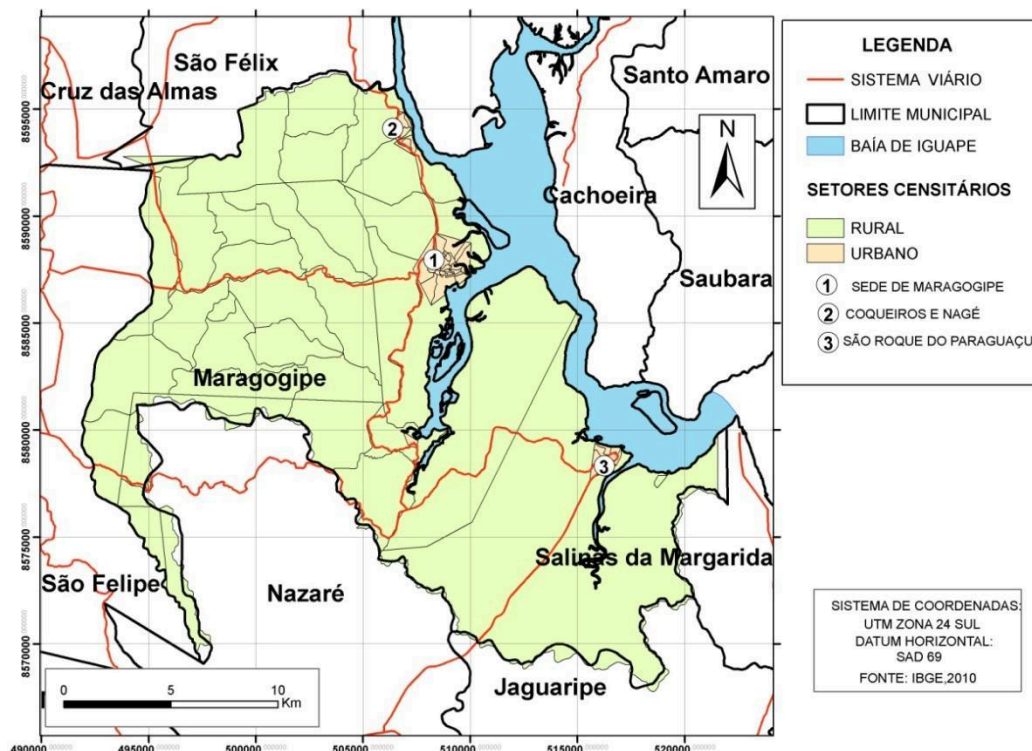 São Félix
Cruz das Almas
Santo Amaro
N
2
Cachoeira
1
Saubara
Maragogipe
3
Salinas da Margarida
São Felipe
Nazaré
Jaguaripe
0 5 10
Km
8595000
8590000
8585000
8580000
8575000
8570000
490000 495000 500000 505000 510000 515000 520000
LEGENDA
SISTEMA VIÁRIO
LIMITE MUNICIPAL
BAÍA DE IGUAPE
SETORES CENSITÁRIOS
RURAL
URBANO
1 SEDE DE MARAGOGIPE
2 COQUEIROS E NAGÉ
3 SÃO ROQUE DO PARAGUAÇU
SISTEMA DE COORDENADAS:
UTM ZONA 24 SUL
DATUM HORIZONTAL:
SAD 69
FONTE: IBGE,2010